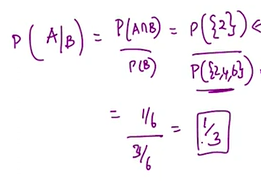 P(A|B) = P(A∩B) / P(B) = P({2}) / P({2,4,6})
= 1/6 / 3/6 = 1/3